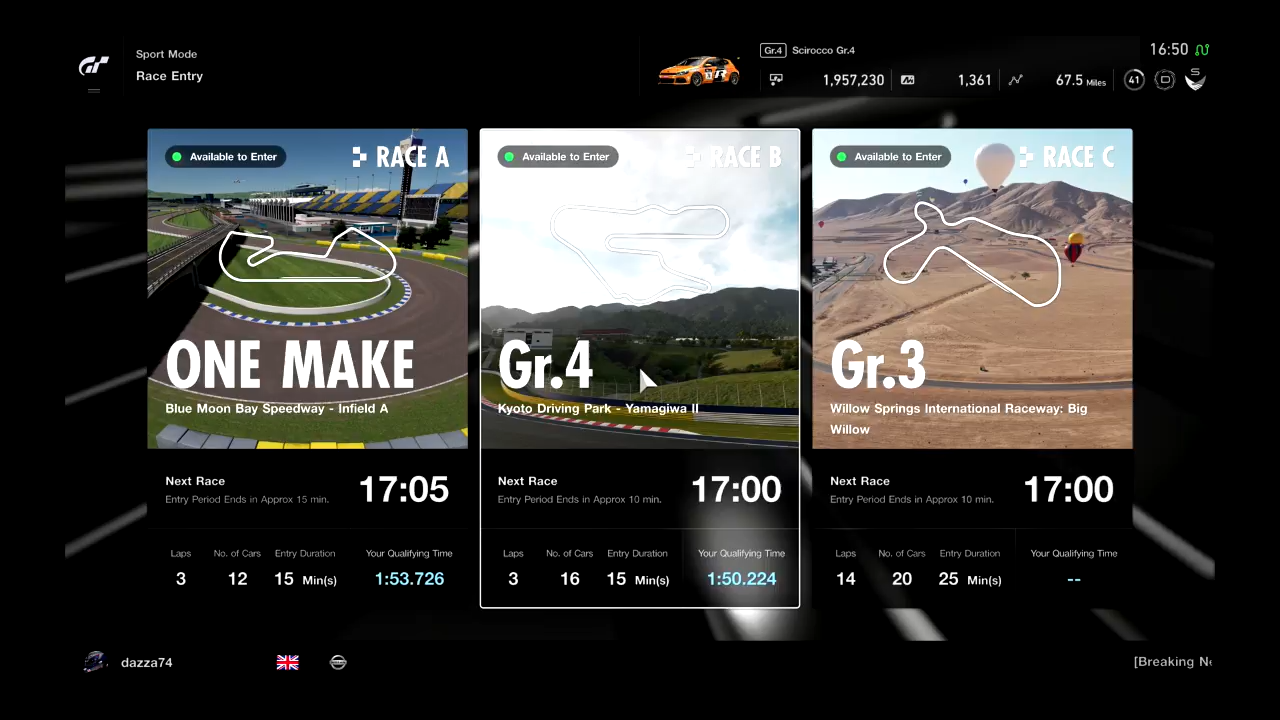 Sport Mode
Race Entry
Gr.4 Scirocco Gr.4
16:50
1,957,230 1,361 67.5 Miles 41 D S
Available to Enter RACE A
ONE MAKE
Blue Moon Bay Speedway - Infield A
Next Race
Entry Period Ends in Approx 15 min.
17:05
Laps No. of Cars Entry Duration Your Qualifying Time
3 12 15 Min(s) 1:53.726
Available to Enter RACE B
Gr.4
Kyoto Driving Park - Yamagiwa II
Next Race
Entry Period Ends in Approx 10 min.
17:00
Laps No. of Cars Entry Duration Your Qualifying Time
3 16 15 Min(s) 1:50.224
Available to Enter RACE C
Gr.3
Willow Springs International Raceway: Big
Willow
Next Race
Entry Period Ends in Approx 10 min.
17:00
Laps No. of Cars Entry Duration Your Qualifying Time
14 20 25 Min(s) --
dazza74
[Breaking Ne